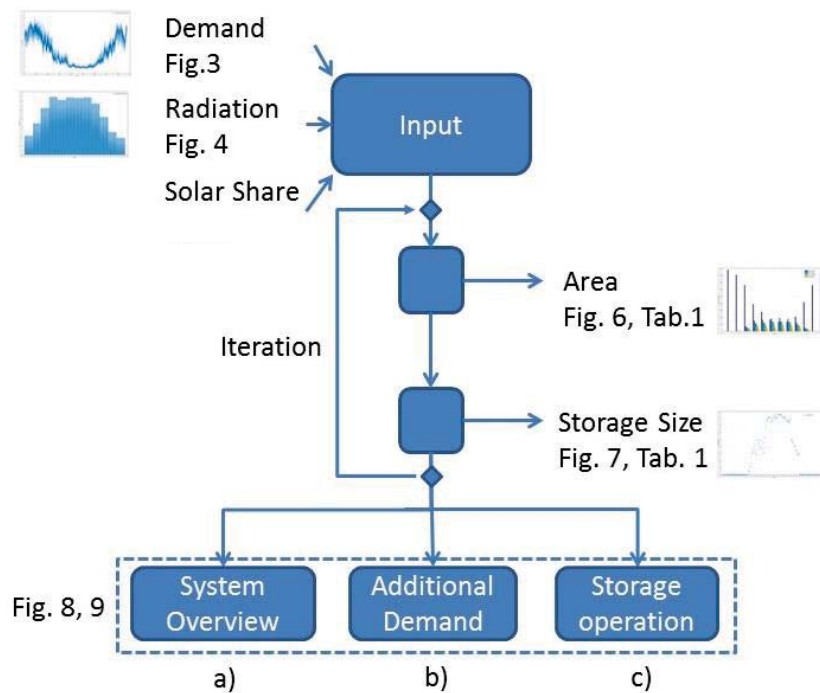 Demand
Fig.3
Radiation
Fig. 4
Solar Share
Input
Area
Fig. 6, Tab.1
Iteration
Storage Size
Fig. 7, Tab. 1
Fig. 8, 9
System
Overview
Additional
Demand
Storage
operation
a)
b)
c)